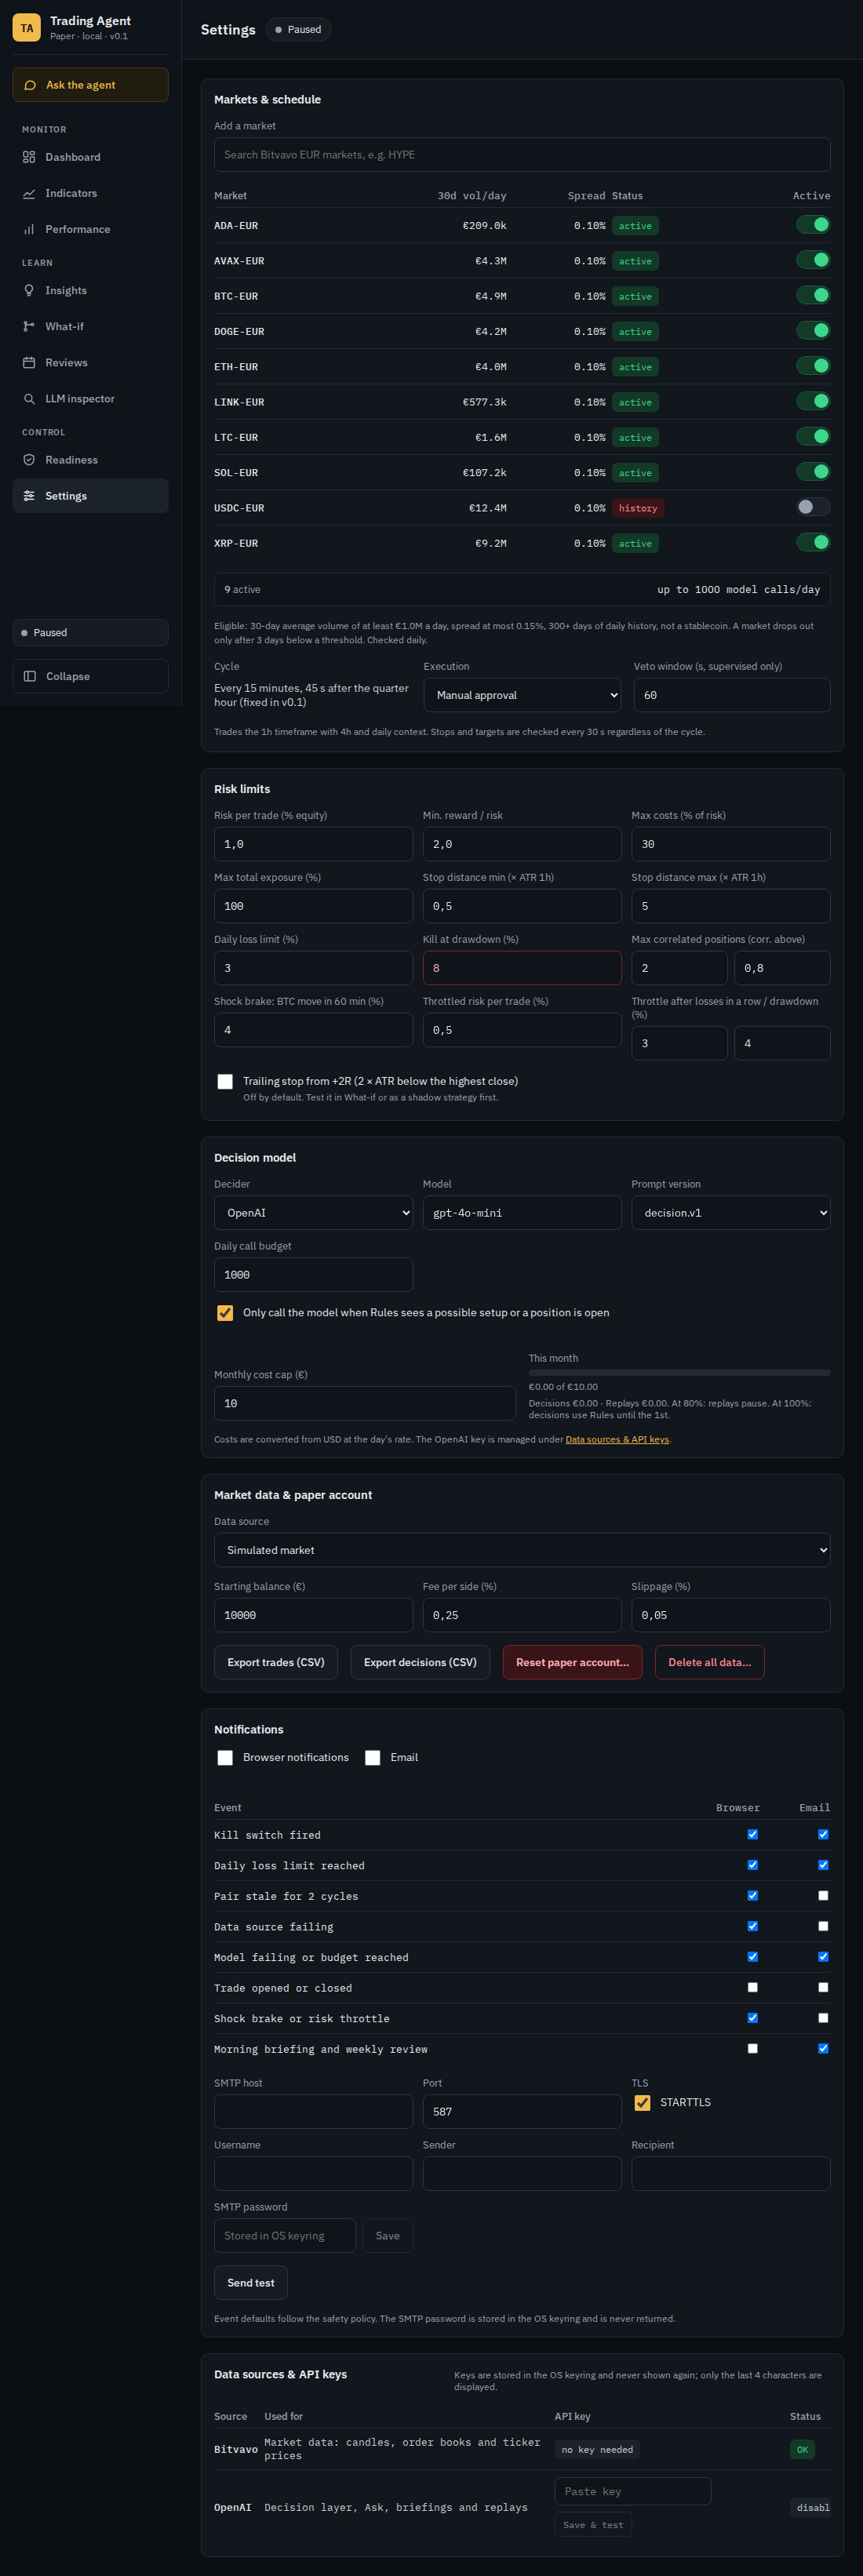 TA
Trading Agent
Paper · local · v0.1
Ask the agent
MONITOR
Dashboard
Indicators
Performance
LEARN
Insights
What-if
Reviews
LLM inspector
CONTROL
Readiness
Settings
Paused
Collapse
Settings
Paused
Markets & schedule
Add a market
Search Bitvavo EUR markets, e.g. HYPE
Market 30d vol/day Spread Status Active
ADA-EUR €209.0k 0.10% active
AVAX-EUR €4.3M 0.10% active
BTC-EUR €4.9M 0.10% active
DOGE-EUR €4.2M 0.10% active
ETH-EUR €4.0M 0.10% active
LINK-EUR €577.3k 0.10% active
LTC-EUR €1.6M 0.10% active
SOL-EUR €107.2k 0.10% active
USDC-EUR €12.4M 0.10% history
XRP-EUR €9.2M 0.10% active
9 active up to 1000 model calls/day
Eligible: 30-day average volume of at least €1.0M a day, spread at most 0.15%, 300+ days of daily history, not a stablecoin. A market drops out
only after 3 days below a threshold. Checked daily.
Cycle Execution Veto window (s, supervised only)
Every 15 minutes, 45 s after the quarter
hour (fixed in v0.1)
Manual approval 60
Trades the 1h timeframe with 4h and daily context. Stops and targets are checked every 30 s regardless of the cycle.
Risk limits
Risk per trade (% equity) Min. reward / risk Max costs (% of risk)
1,0 2,0 30
Max total exposure (%) Stop distance min (× ATR 1h) Stop distance max (× ATR 1h)
100 0,5 5
Daily loss limit (%) Kill at drawdown (%) Max correlated positions (corr. above)
3 8 2 0,8
Shock brake: BTC move in 60 min (%) Throttled risk per trade (%) Throttle after losses in a row / drawdown
(%)
4 0,5 3 4
Trailing stop from +2R (2 × ATR below the highest close)
Off by default. Test it in What-if or as a shadow strategy first.
Decision model
Decider Model Prompt version
OpenAI gpt-4o-mini decision.v1
Daily call budget
1000
Only call the model when Rules sees a possible setup or a position is open
This month
Monthly cost cap (€)
10
€0.00 of €10.00
Decisions €0.00 · Replays €0.00. At 80%: replays pause. At 100%:
decisions use Rules until the 1st.
Costs are converted from USD at the day's rate. The OpenAI key is managed under Data sources & API keys.
Market data & paper account
Data source
Simulated market
Starting balance (€) Fee per side (%) Slippage (%)
10000 0,25 0,05
Export trades (CSV) Export decisions (CSV) Reset paper account... Delete all data...
Notifications
Browser notifications Email
Event Browser Email
Kill switch fired
Daily loss limit reached
Pair stale for 2 cycles
Data source failing
Model failing or budget reached
Trade opened or closed
Shock brake or risk throttle
Morning briefing and weekly review
SMTP host Port TLS
587 STARTTLS
Username Sender Recipient
SMTP password
Stored in OS keyring Save
Send test
Event defaults follow the safety policy. The SMTP password is stored in the OS keyring and is never returned.
Data sources & API keys
Keys are stored in the OS keyring and never shown again; only the last 4 characters are
displayed.
Source Used for API key Status
Bitvavo Market data: candles, order books and ticker
prices
no key needed OK
OpenAI Decision layer, Ask, briefings and replays
Paste key
Save & test
disabl